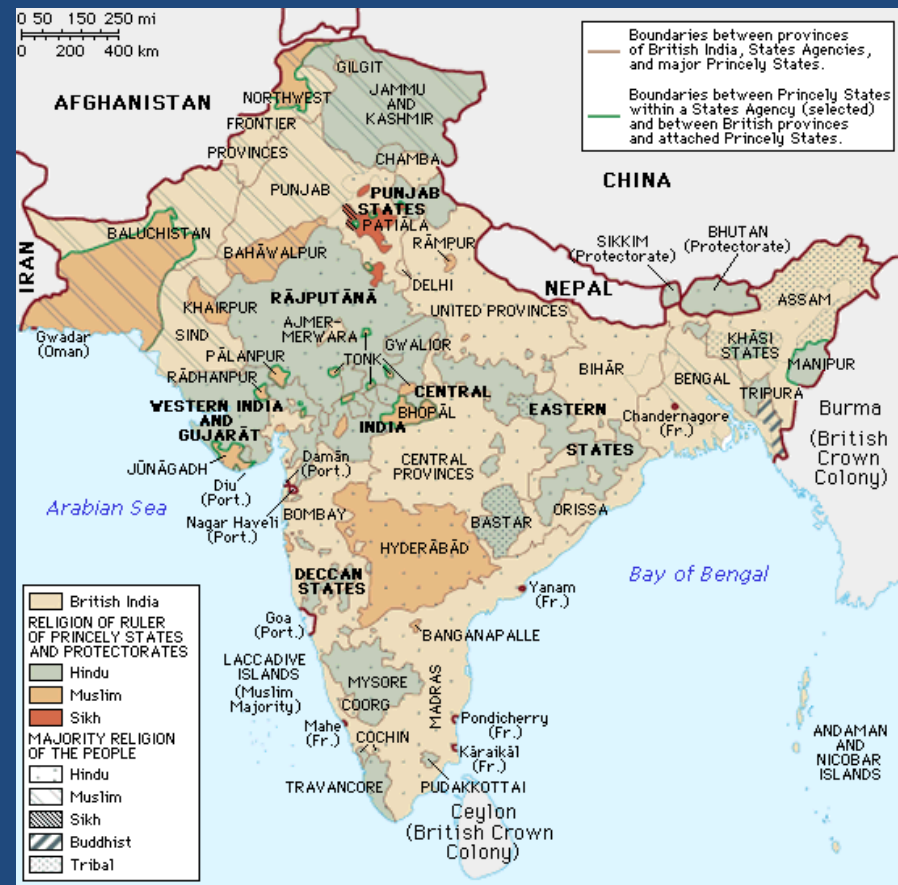 0 50 150 250 mi
0 200 400 km
Boundaries between provinces
of British India, States Agencies,
and major Princely States.
Boundaries between Princely States
within a States Agency (selected)
and between British provinces
and attached Princely States.
AFGHANISTAN
GILGIT
NORTHWEST
JAMMU
AND
KASHMIR
FRONTIER
PROVINCES
CHAMBA
CHINA
PUNJAB
PUNJAB
STATES
PATIĀLA
BALUCHISTAN
IRAN
BAHĀWALPUR
RĀMPUR
SIKKIM
(Protectorate)
BHUTAN
(Protectorate)
DELHI
NEPAL
RĀJPUTĀNĀ
KHAIRPUR
UNITED PROVINCES
ASSAM
Gwadar
(Oman)
SIND
AJMER-
MERWARA
GWALIOR
KHĀSI
STATES
PĀLANPUR
TONK
BIHĀR
MANIPUR
RĀDHANPUR
CENTRAL
BENGAL
TRIPURA
WESTERN INDIA
AND
GUJARĀT
INDIA
BHOPĀL
EASTERN
Chandernagore
(Fr.)
Burma
(British
Crown
Colony)
STATES
JŪNĀGADH
Damān
(Port.)
CENTRAL
PROVINCES
Diu
(Port.)
Arabian Sea
Nagar Haveli
(Port.)
BOMBAY
BASTAR
ORISSA
HYDERĀBĀD
DECCAN
STATES
Bay of Bengal
Yanam
(Fr.)
Goa
(Port.)
BANGANAPALLE
LACCADIVE
ISLANDS
(Muslim
Majority)
MYSORE
MADRAS
COORG
Mahe
(Fr.)
Pondicherry
(Fr.)
COCHIN
Kāraikāl
(Fr.)
TRAVANCORE
PUDAKKOTTAI
Ceylon
(British Crown
Colony)
ANDAMAN
AND
NICOBAR
ISLANDS
British India
RELIGION OF RULER
OF PRINCELY STATES
AND PROTECTORATES
Hindu
Muslim
Sikh
MAJORITY RELIGION
OF THE PEOPLE
Hindu
Muslim
Sikh
Buddhist
Tribal